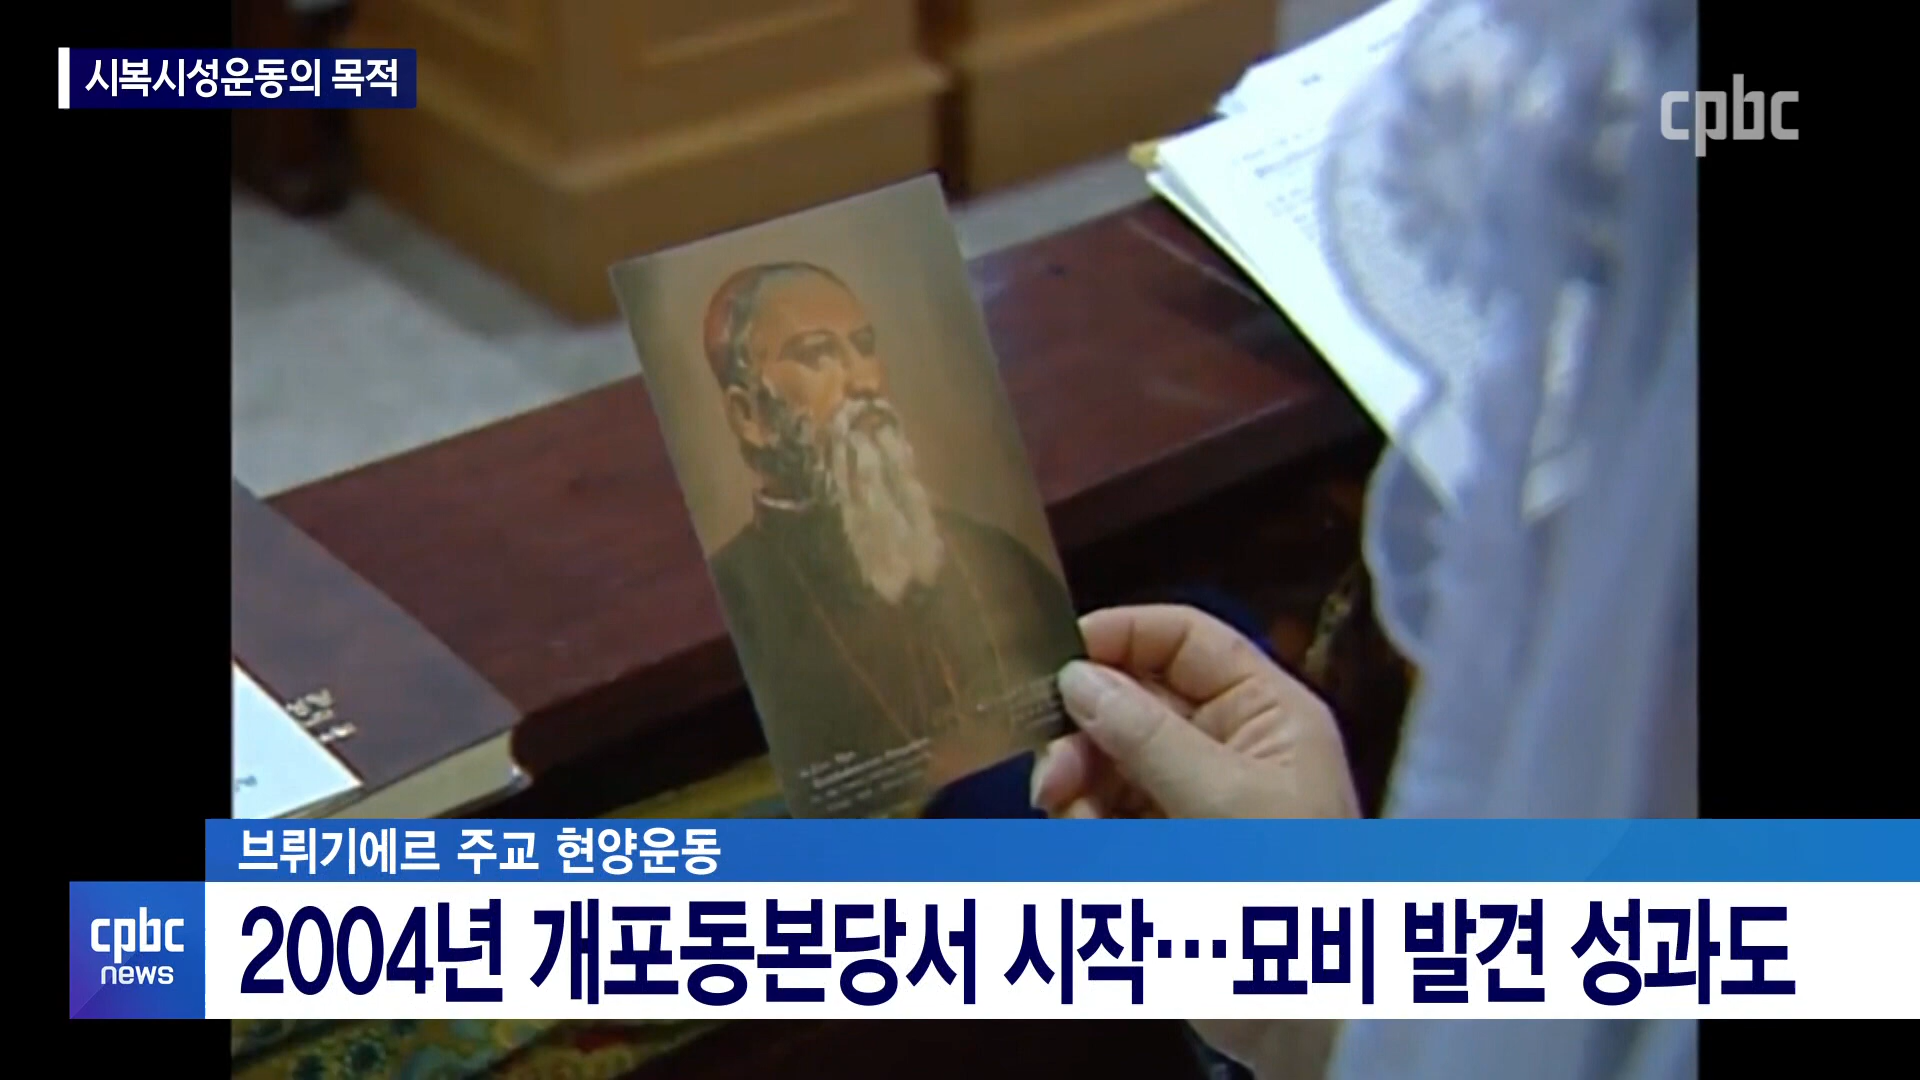 시복시성운동의 목적
cpbc
브뤼기에르 주교 현양운동
cpbc
news
2004년 개포동본당서 시작…묘비 발견 성과도